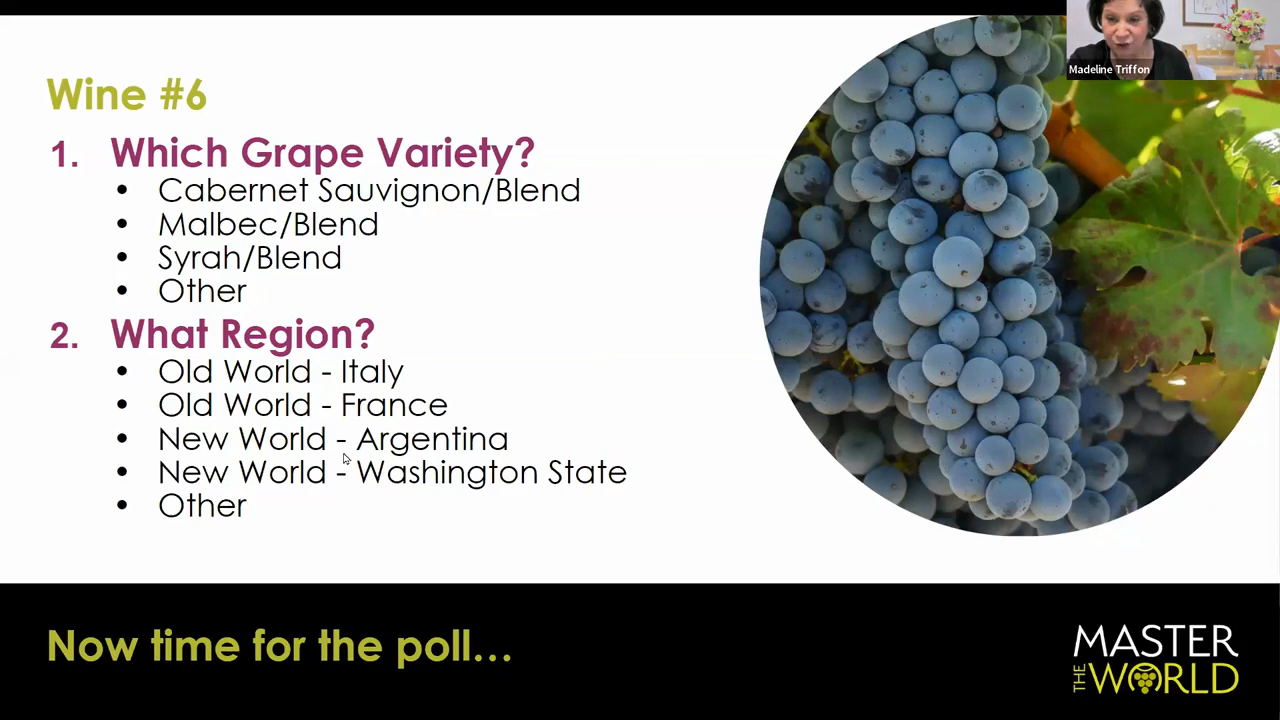 Madeline Triffon
Wine #6
1. Which Grape Variety?
• Cabernet Sauvignon/Blend
• Malbec/Blend
• Syrah/Blend
• Other
2. What Region?
• Old World - Italy
• Old World - France
• New World - Argentina
• New World - Washington State
• Other
Now time for the poll...
MASTER
THE WORLD